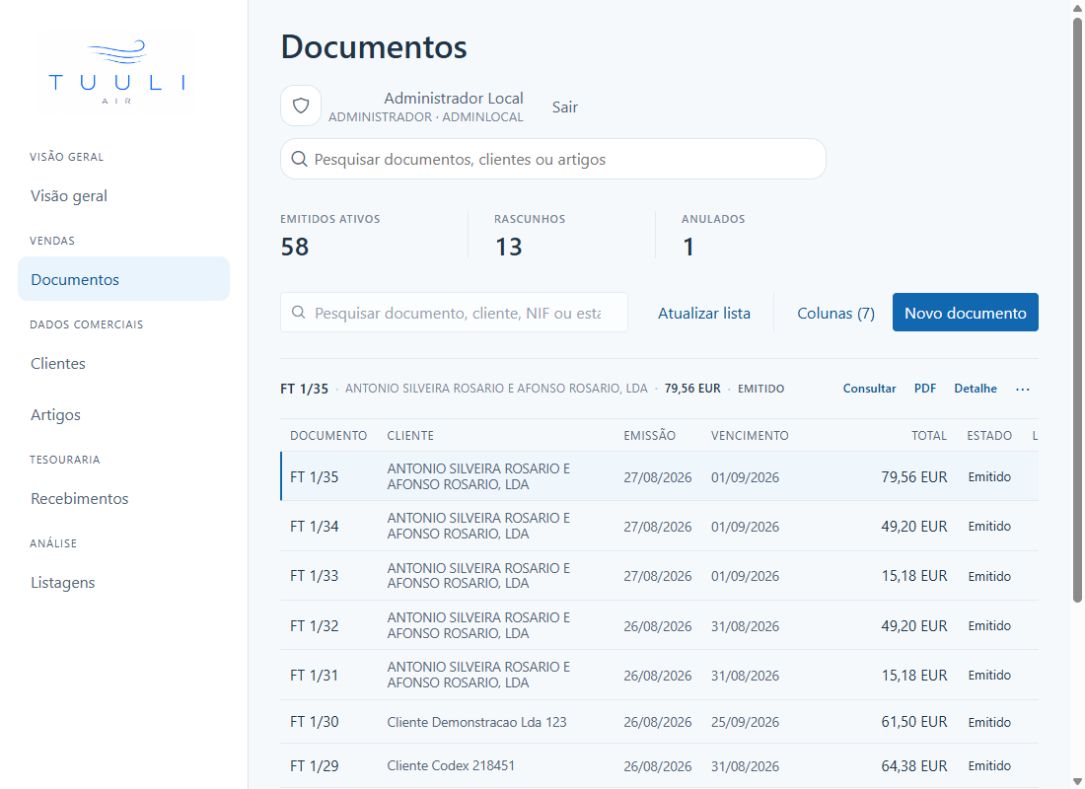 TUULI
AIR
VISÃO GERAL
Visão geral
VENDAS
Documentos
DADOS COMERCIAIS
Clientes
Artigos
TESOURARIA
Recebimentos
ANÁLISE
Listagens
Documentos
Administrador Local
ADMINISTRADOR · ADMINLOCAL
Sair
Pesquisar documentos, clientes ou artigos
EMITIDOS ATIVOS
58
RASCUNHOS
13
ANULADOS
1
Pesquisar documento, cliente, NIF ou esta
Atualizar lista
Colunas (7)
Novo documento
FT 1/35 · ANTONIO SILVEIRA ROSARIO E AFONSO ROSARIO, LDA · 79,56 EUR · EMITIDO
Consultar PDF Detalhe ...
DOCUMENTO CLIENTE EMISSÃO VENCIMENTO TOTAL ESTADO L
FT 1/35 ANTONIO SILVEIRA ROSARIO E
AFONSO ROSARIO, LDA 27/08/2026 01/09/2026 79,56 EUR Emitido
FT 1/34 ANTONIO SILVEIRA ROSARIO E
AFONSO ROSARIO, LDA 27/08/2026 01/09/2026 49,20 EUR Emitido
FT 1/33 ANTONIO SILVEIRA ROSARIO E
AFONSO ROSARIO, LDA 27/08/2026 01/09/2026 15,18 EUR Emitido
FT 1/32 ANTONIO SILVEIRA ROSARIO E
AFONSO ROSARIO, LDA 26/08/2026 31/08/2026 49,20 EUR Emitido
FT 1/31 ANTONIO SILVEIRA ROSARIO E
AFONSO ROSARIO, LDA 26/08/2026 31/08/2026 15,18 EUR Emitido
FT 1/30 Cliente Demonstracao Lda 123 26/08/2026 25/09/2026 61,50 EUR Emitido
FT 1/29 Cliente Codex 218451 26/08/2026 31/08/2026 64,38 EUR Emitido